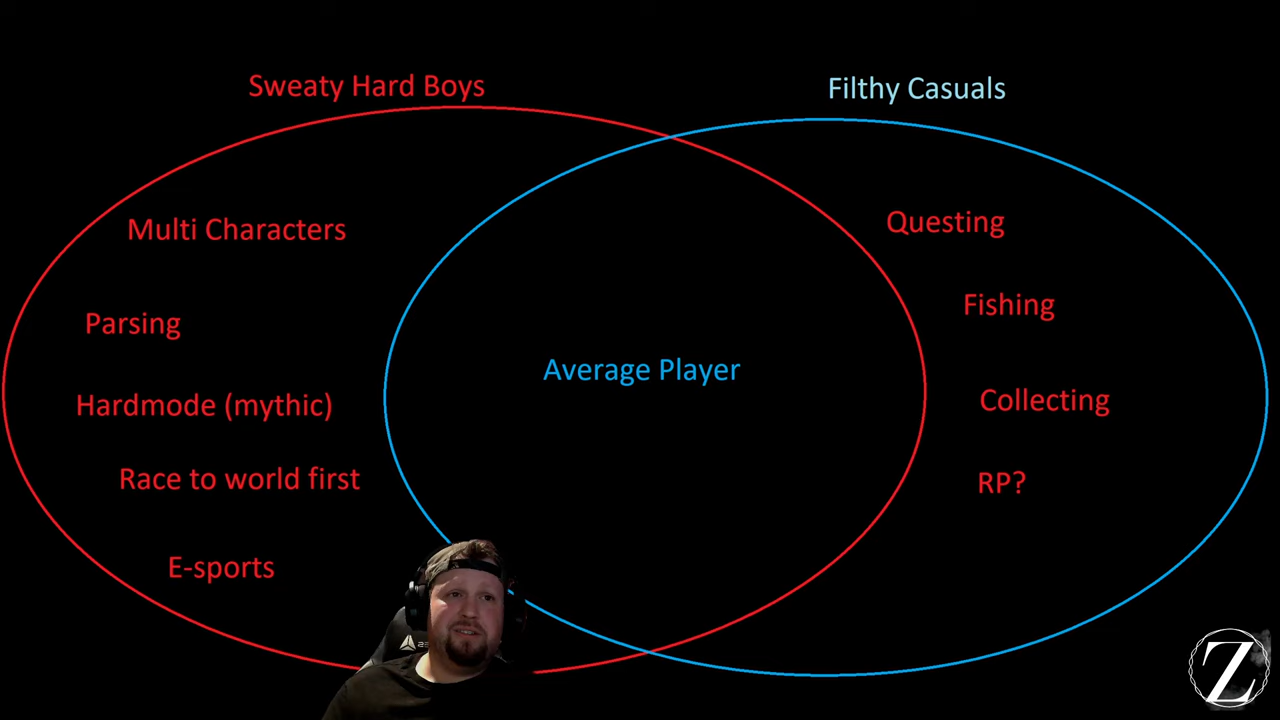 Sweaty Hard Boys
Filthy Casuals
Multi Characters
Parsing
Hardmode (mythic)
Race to world first
E-sports
Average Player
Questing
Fishing
Collecting
RP?
Z